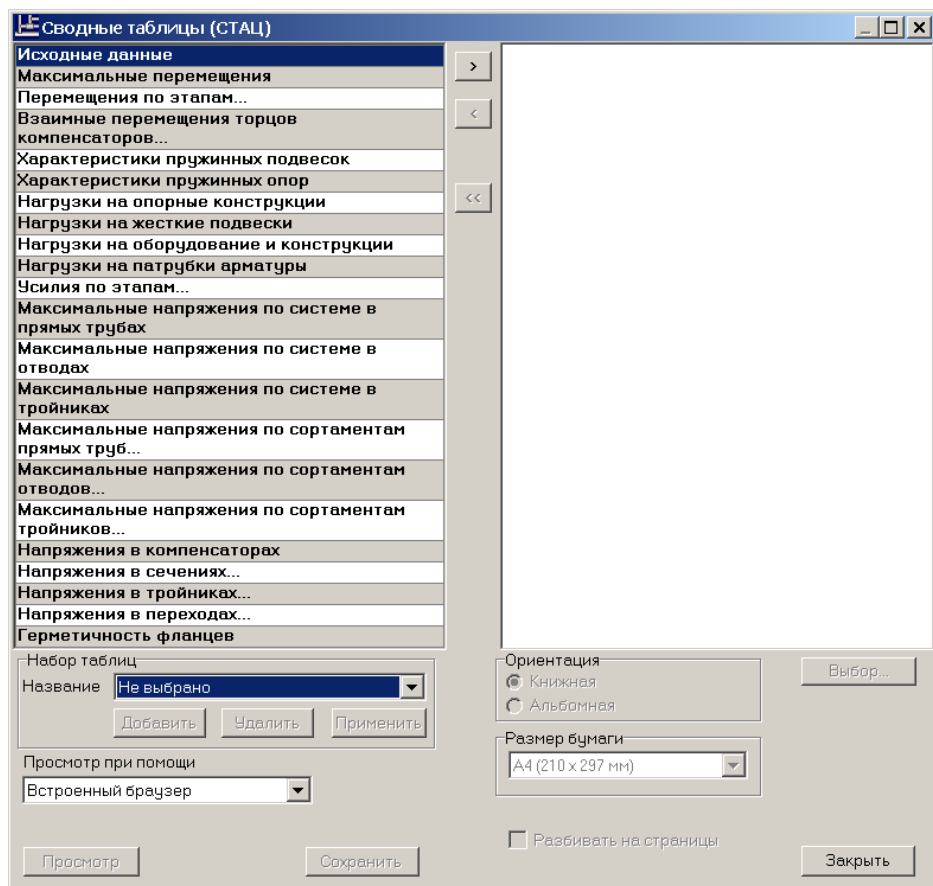 Сводные таблицы (СТАЦ)
Исходные данные
Максимальные перемещения
Перемещения по этапам...
Взаимные перемещения торцов
компенсаторов...
Характеристики пружинных подвесок
Характеристики пружинных опор
Нагрузки на опорные конструкции
Нагрузки на жесткие подвески
Нагрузки на оборудование и конструкции
Нагрузки на патрубки арматуры
Усилия по этапам...
Максимальные напряжения по системе в
прямых трубах
Максимальные напряжения по системе в
отводах
Максимальные напряжения по системе в
тройниках
Максимальные напряжения по сортаментам
прямых труб...
Максимальные напряжения по сортаментам
отводов...
Максимальные напряжения по сортаментам
тройников...
Напряжения в компенсаторах
Напряжения в сечениях...
Напряжения в тройниках...
Напряжения в переходах...
Герметичность фланцев
>
<
<<
Набор таблиц
Название Не выбрано
Добавить Удалить Применить
Просмотр при помощи
Встроенный браузер
Просмотр Сохранить
Ориентация
Книжная
Альбомная
Выбор...
Размер бумаги
А4 (210 x 297 мм)
Разбивать на страницы
Закрыть